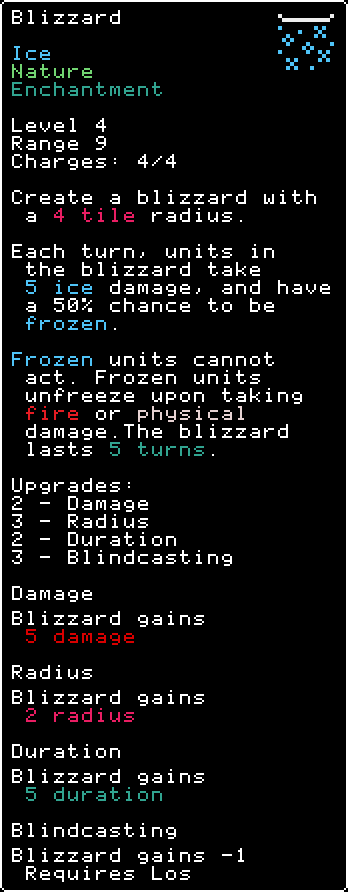 Blizzard
Ice
Nature
Enchantment
Level 4
Range 9
Charges: 4/4
Create a blizzard with
a 4 tile radius.
Each turn, units in
the blizzard take
5 ice damage, and have
a 50% chance to be
frozen.
Frozen units cannot
act. Frozen units
unfreeze upon taking
fire or physical
damage.The blizzard
lasts 5 turns.
Upgrades:
2 - Damage
3 - Radius
2 - Duration
3 - Blindcasting
Damage
Blizzard gains
5 damage
Radius
Blizzard gains
2 radius
Duration
Blizzard gains
5 duration
Blindcasting
Blizzard gains -1
Requires Los